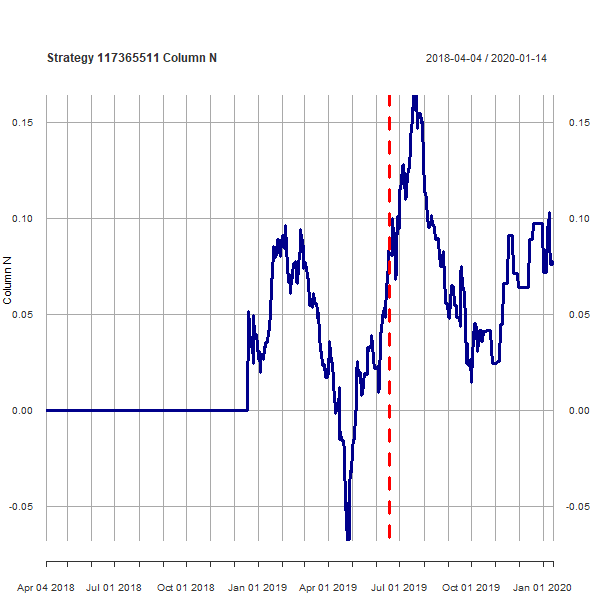 Strategy 117365511 Column N
2018-04-04 / 2020-01-14
0.15 0.15
0.10 0.10
0.05 0.05
0.00 0.00
-0.05 -0.05
Column N
Apr 04 2018 Jul 01 2018 Oct 01 2018 Jan 01 2019 Apr 01 2019 Jul 01 2019 Oct 01 2019 Jan 01 2020